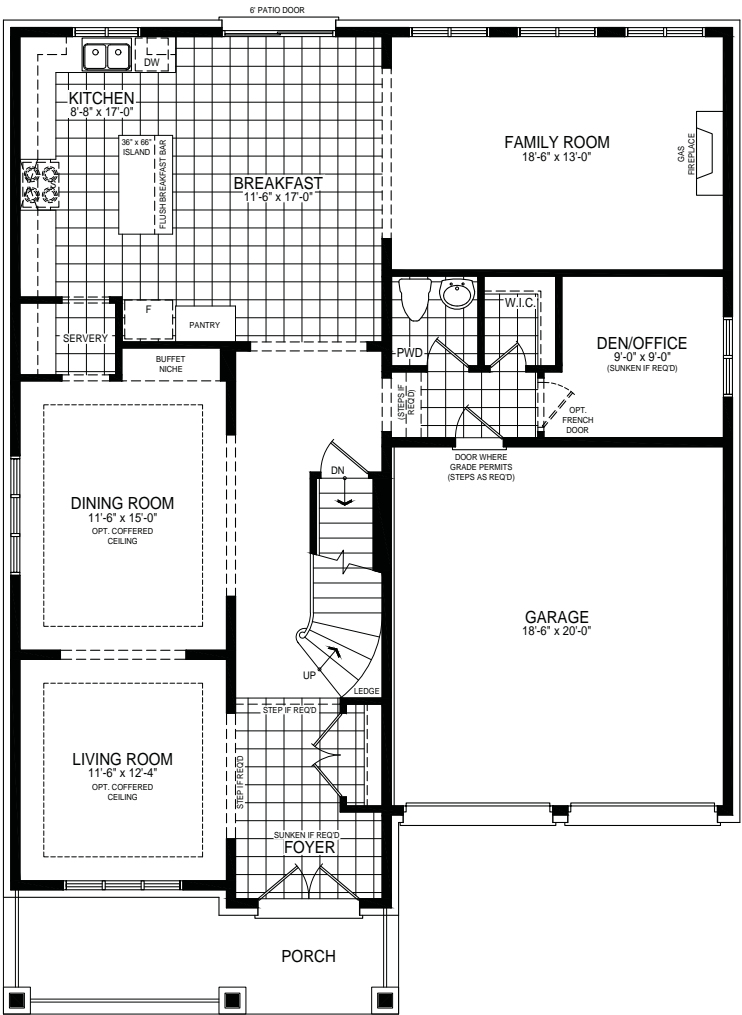 6' PATIO DOOR
DW
KITCHEN
8'-8" x 17'-0"
36" x 66"
ISLAND
FLUSH BREAKFAST BAR
BREAKFAST
11'-6" x 17'-0"
FAMILY ROOM
18'-6" x 13'-0"
GAS
FIREPLACE
F
PANTRY
SERVERY
BUFFET
NICHE
PWD
W.I.C.
DEN/OFFICE
9'-0" x 9'-0"
(SUNKEN IF REQ'D)
(STEPS IF
REQ'D)
OPT.
FRENCH
DOOR
DOOR WHERE
GRADE PERMITS
(STEPS AS REQ'D)
DN
DINING ROOM
11'-6" x 15'-0"
OPT. COFFERED
CEILING
GARAGE
18'-6" x 20'-0"
UP
LEDGE
STEP IF REQ'D
LIVING ROOM
11'-6" x 12'-4"
OPT. COFFERED
CEILING
STEP IF REQ'D
SUNKEN IF REQ'D
FOYER
PORCH